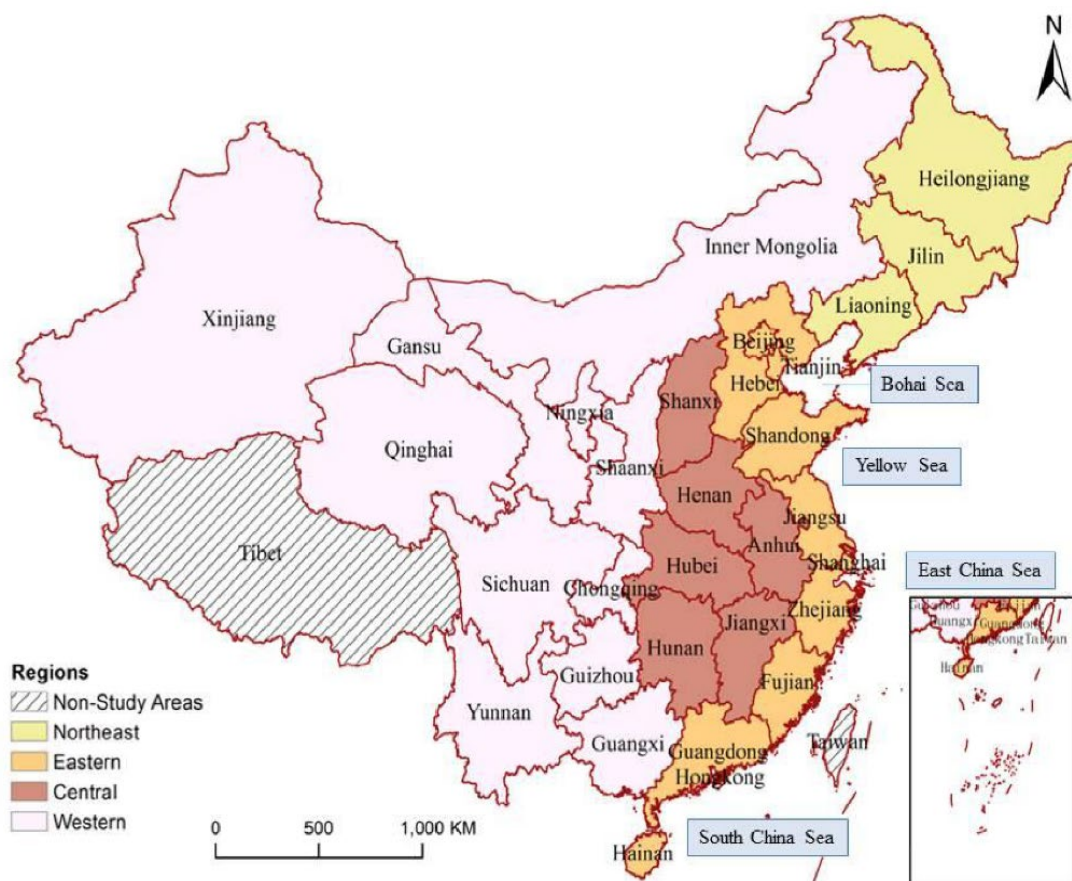 N
Heilongjiang
Jilin
Liaoning
Inner Mongolia
Xinjiang
Gansu
Beijing
Tianjin
Hebei
Bohai Sea
Shanxi
Ningxia
Shandong
Qinghai
Shaanxi
Yellow Sea
Henan
Jiangsu
Tibet
Anhui
Hubei
Shanghai
Sichuan
Chongqing
East China Sea
Zhejiang
Jiangxi
Hunan
Guizhou
Fujian
Yunnan
Guangxi
Guangdong
Taiwan
Hongkong
South China Sea
Hainan
Regions
Non-Study Areas
Northeast
Eastern
Central
Western
0 500 1,000 KM
Guangdong
HongkongTaiwan
Hainan